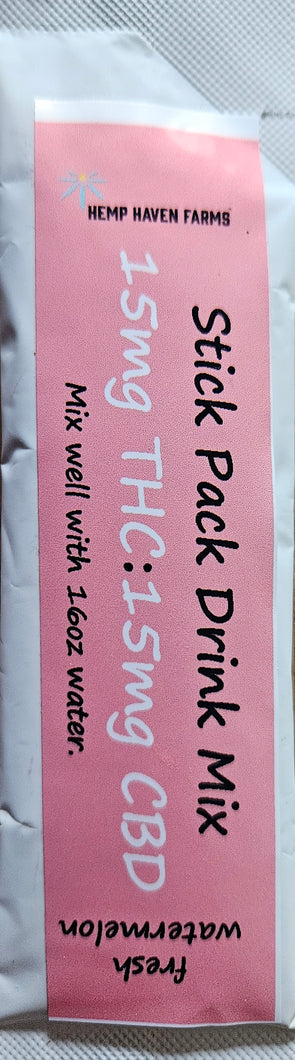 HEMP HAVEN FARMS
Stick Pack Drink Mix
15mg THC:15mg CBD
Mix well with 16oz water.
fresh
watermelon